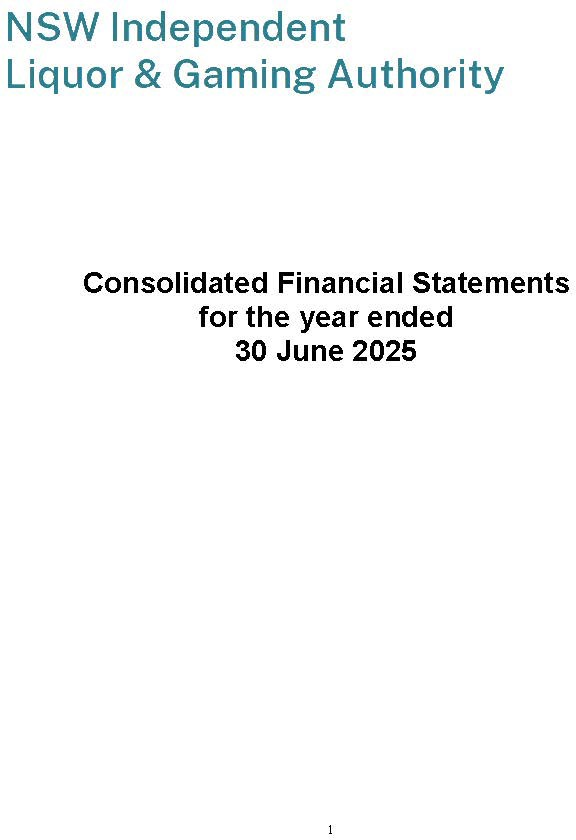 NSW Independent
Liquor & Gaming Authority
Consolidated Financial Statements
for the year ended
30 June 2025
1